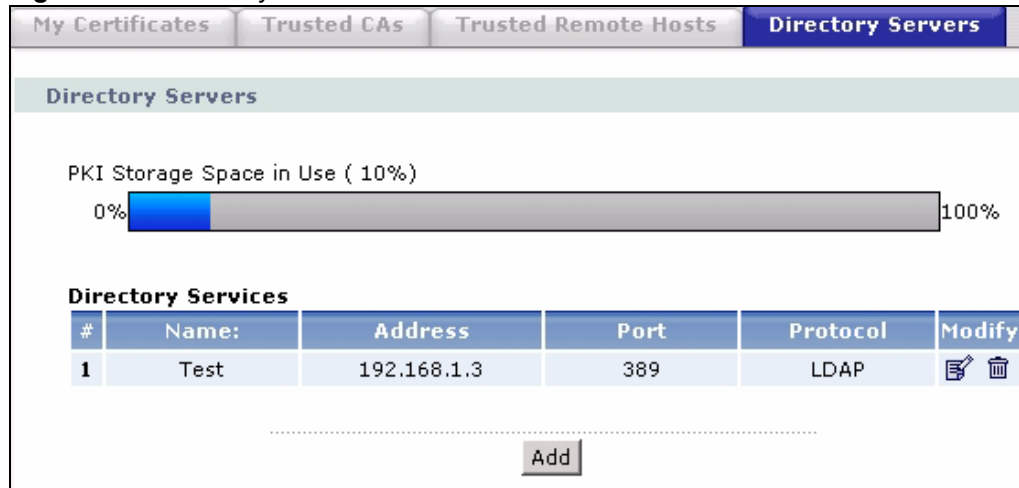 My Certificates Trusted CAs Trusted Remote Hosts Directory Servers
Directory Servers
PKI Storage Space in Use ( 10%)
0% 100%
Directory Services
# Name: Address Port Protocol Modify
1 Test 192.168.1.3 389 LDAP
Add